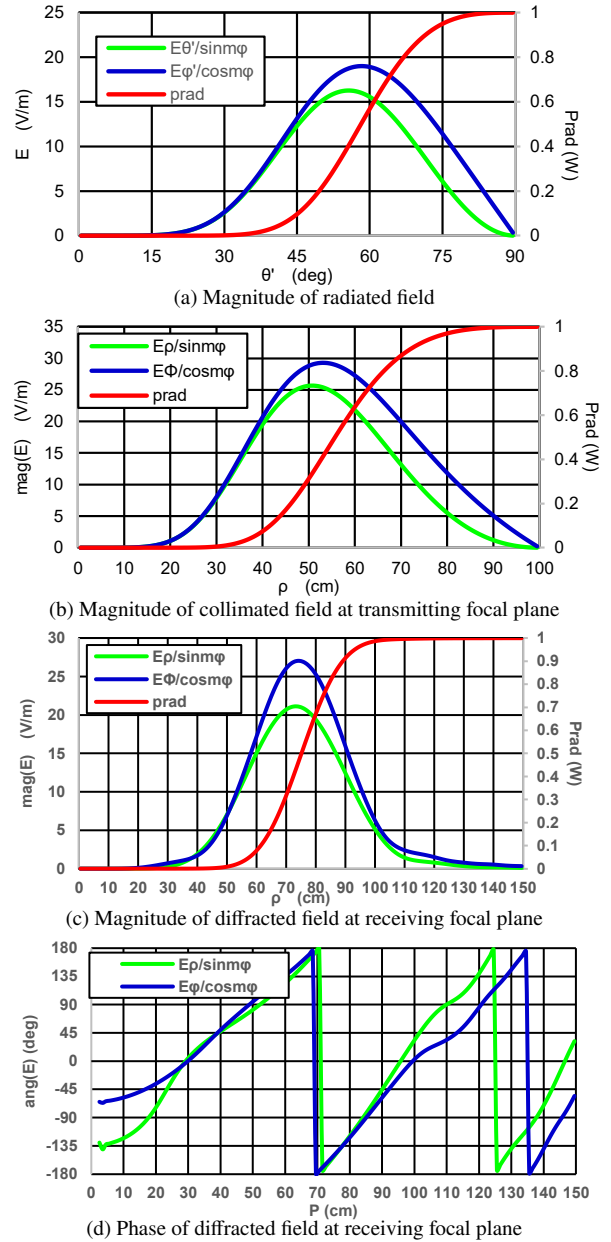 25
20
15
10
5
0
E (V/m)
Eθ'/sinmφ
Eφ'/cosmφ
prad
1
0.8
0.6
0.4
0.2
0
Prad (W)
0 15 30 45 60 75 90
θ' (deg)
(a) Magnitude of radiated field
35
30
25
20
15
10
5
0
mag(E) (V/m)
Eρ/sinmφ
EΦ/cosmφ
prad
1
0.8
0.6
0.4
0.2
0
Prad (W)
0 10 20 30 40 50 60 70 80 90 100
ρ (cm)
(b) Magnitude of collimated field at transmitting focal plane
30
25
20
15
10
5
0
mag(E) (V/m)
Eρ/sinmφ
EΦ/cosmφ
prad
1
0.9
0.8
0.7
0.6
0.5
0.4
0.3
0.2
0.1
0
Prad (W)
0 10 20 30 40 50 60 70 80 90 100 110 120 130 140 150
ρ' (cm)
(c) Magnitude of diffracted field at receiving focal plane
180
135
90
45
0
-45
-90
-135
-180
ang(E) (deg)
Eρ/sinmφ
Eφ/cosmφ
0 10 20 30 40 50 60 70 80 90 100 110 120 130 140 150
P (cm)
(d) Phase of diffracted field at receiving focal plane